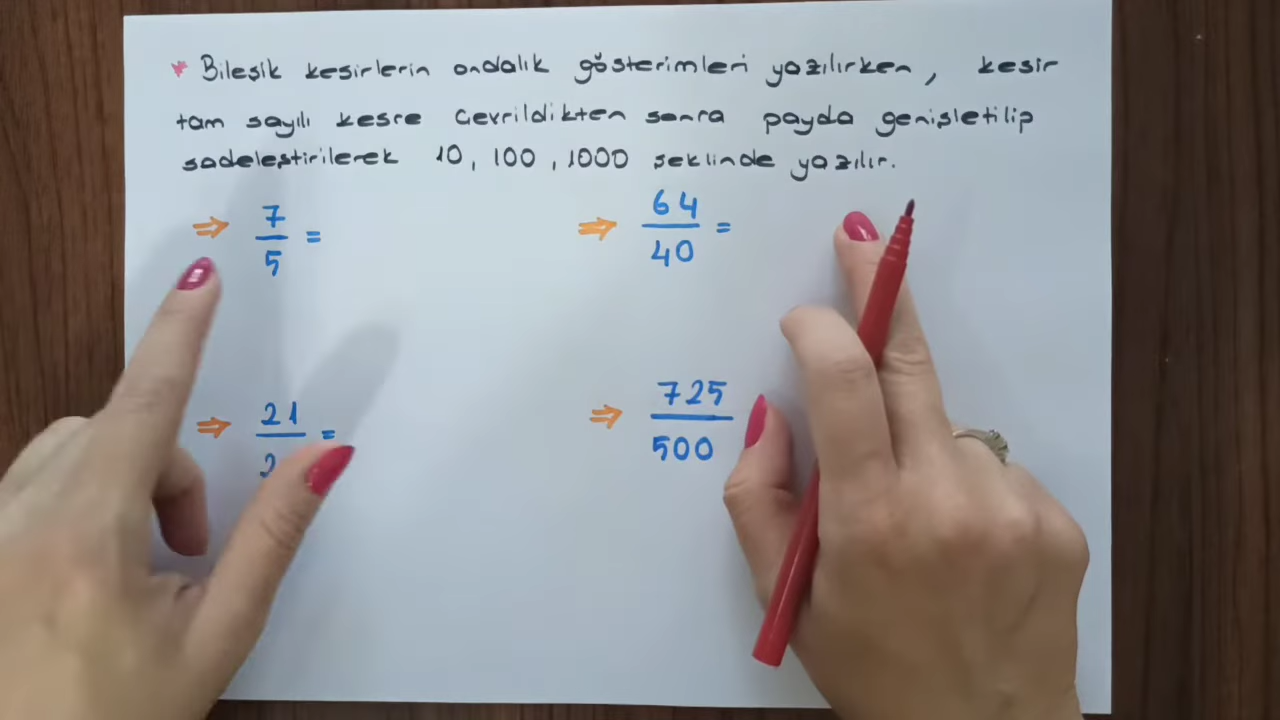 * Bileşik kesirlerin ondalık gösterimleri yazılırken, kesir
tam sayılı kesre çevrildikten sonra payda genişletilip
sadeleştirilerek 10, 100, 1000 şeklinde yazılır.
⇒ 7/5 =
⇒ 64/40 =
⇒ 21/2 =
⇒ 725/500